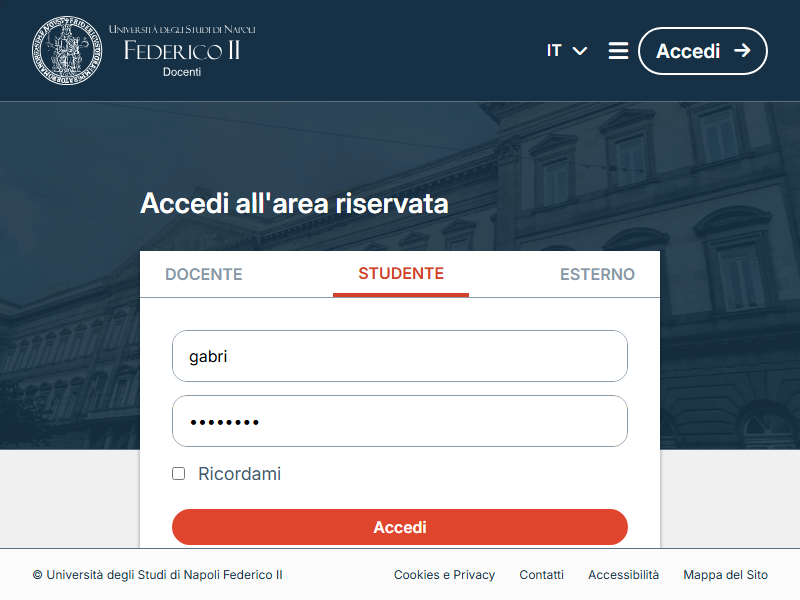 Università degli Studi di Napoli
Federico II
Docenti
IT
Accedi
Accedi all'area riservata
DOCENTE
STUDENTE
ESTERNO
gabri
••••••••
Ricordami
Accedi
© Università degli Studi di Napoli Federico II
Cookies e Privacy
Contatti
Accessibilità
Mappa del Sito